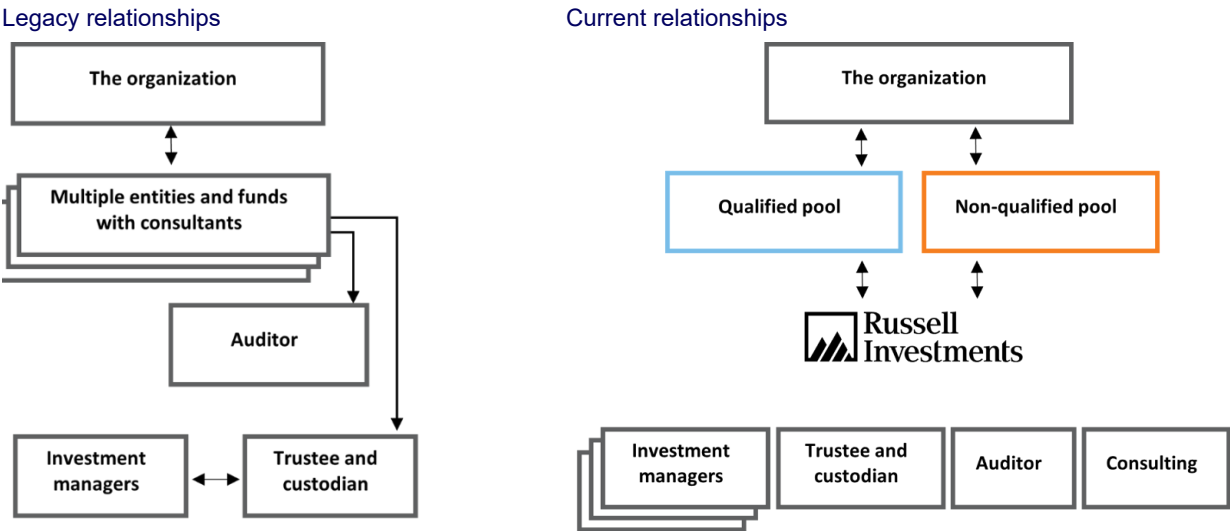 Legacy relationships
The organization
Multiple entities and funds
with consultants
Auditor
Investment
managers
Trustee and
custodian
Current relationships
The organization
Qualified pool
Non-qualified pool
Russell
Investments
Investment
managers
Trustee and
custodian
Auditor
Consulting